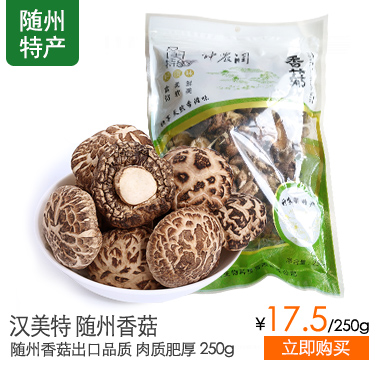 随州
特产
神农润
香菇
汉美特 随州香菇
随州香菇出口品质 肉质肥厚 250g
¥17.5/250g
立即购买